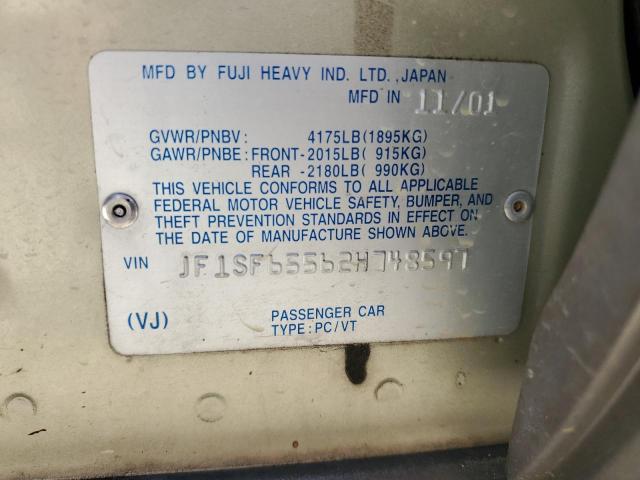 MFD BY FUJI HEAVY IND. LTD., JAPAN
MFD IN 11/01
GVWR/PNBV: 4175LB(1895KG)
GAWR/PNBE: FRONT-2015LB( 915KG)
REAR -2180LB( 990KG)
THIS VEHICLE CONFORMS TO ALL APPLICABLE
FEDERAL MOTOR VEHICLE SAFETY, BUMPER, AND
THEFT PREVENTION STANDARDS IN EFFECT ON
THE DATE OF MANUFACTURE SHOWN ABOVE.
VIN JF1SF65562H748597
(VJ) PASSENGER CAR
TYPE: PC/VT